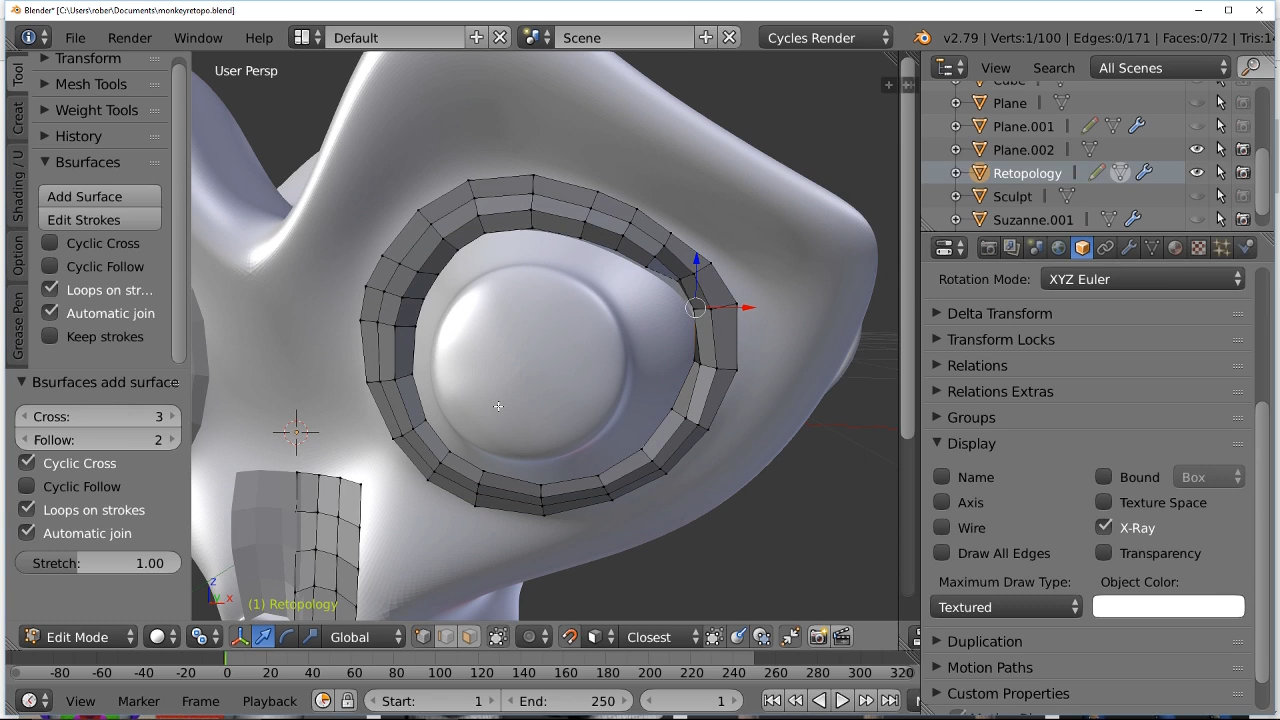 Blender* [C:\Users\rober\Documents\monkeyretopo.blend]
File Render Window Help Default Scene Cycles Render v2.79 | Verts:1/100 | Edges:0/171 | Faces:0/72 | Tris:14
Tool
Creat
Shading / U
Option
Grease Pen
Transform
Mesh Tools
Weight Tools
History
Bsurfaces
Add Surface
Edit Strokes
Cyclic Cross
Cyclic Follow
Loops on str...
Automatic join
Keep strokes
Bsurfaces add surface
Cross: 3
Follow: 2
Cyclic Cross
Cyclic Follow
Loops on strokes
Automatic join
Stretch: 1.00
User Persp
z
y
x
(1) Retopology
Edit Mode Global Closest
-80 -60 -40 -20 0 20 40 60 80 100 120 140 160 180 200 220 240 260 280 300 320
View Marker Frame Playback Start: 1 End: 250 1
View Search All Scenes
Cube
Plane
Plane.001
Plane.002
Retopology
Sculpt
Suzanne.001
Rotation Mode: XYZ Euler
Delta Transform
Transform Locks
Relations
Relations Extras
Groups
Display
Name Bound Box
Axis Texture Space
Wire X-Ray
Draw All Edges Transparency
Maximum Draw Type: Object Color:
Textured
Duplication
Motion Paths
Custom Properties